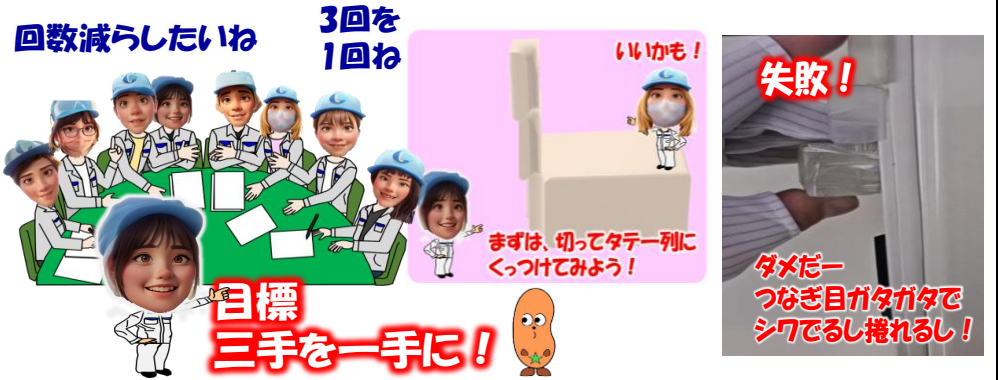 回数減らしたいね
3回を
1回ね
いいかも!
まずは、切ってタテ一列に
くっつけてみよう!
目標
三手を一手に!
失敗!
ダメだー
つなぎ目ガタガタで
シワでるし捲れるし!